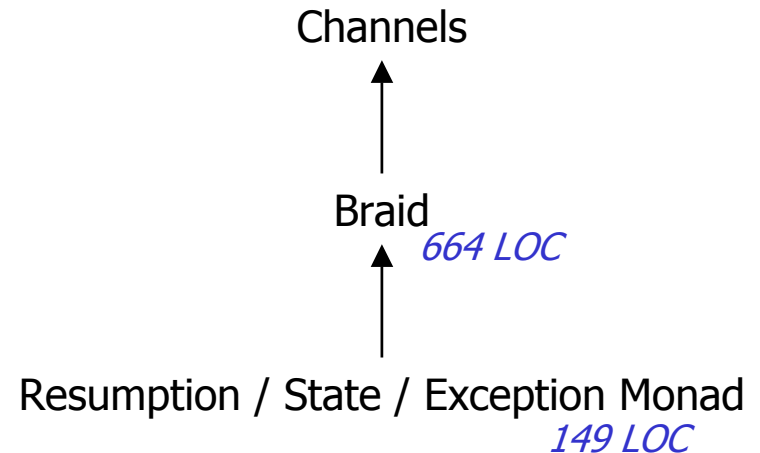 Channels
Braid
664 LOC
Resumption / State / Exception Monad
149 LOC